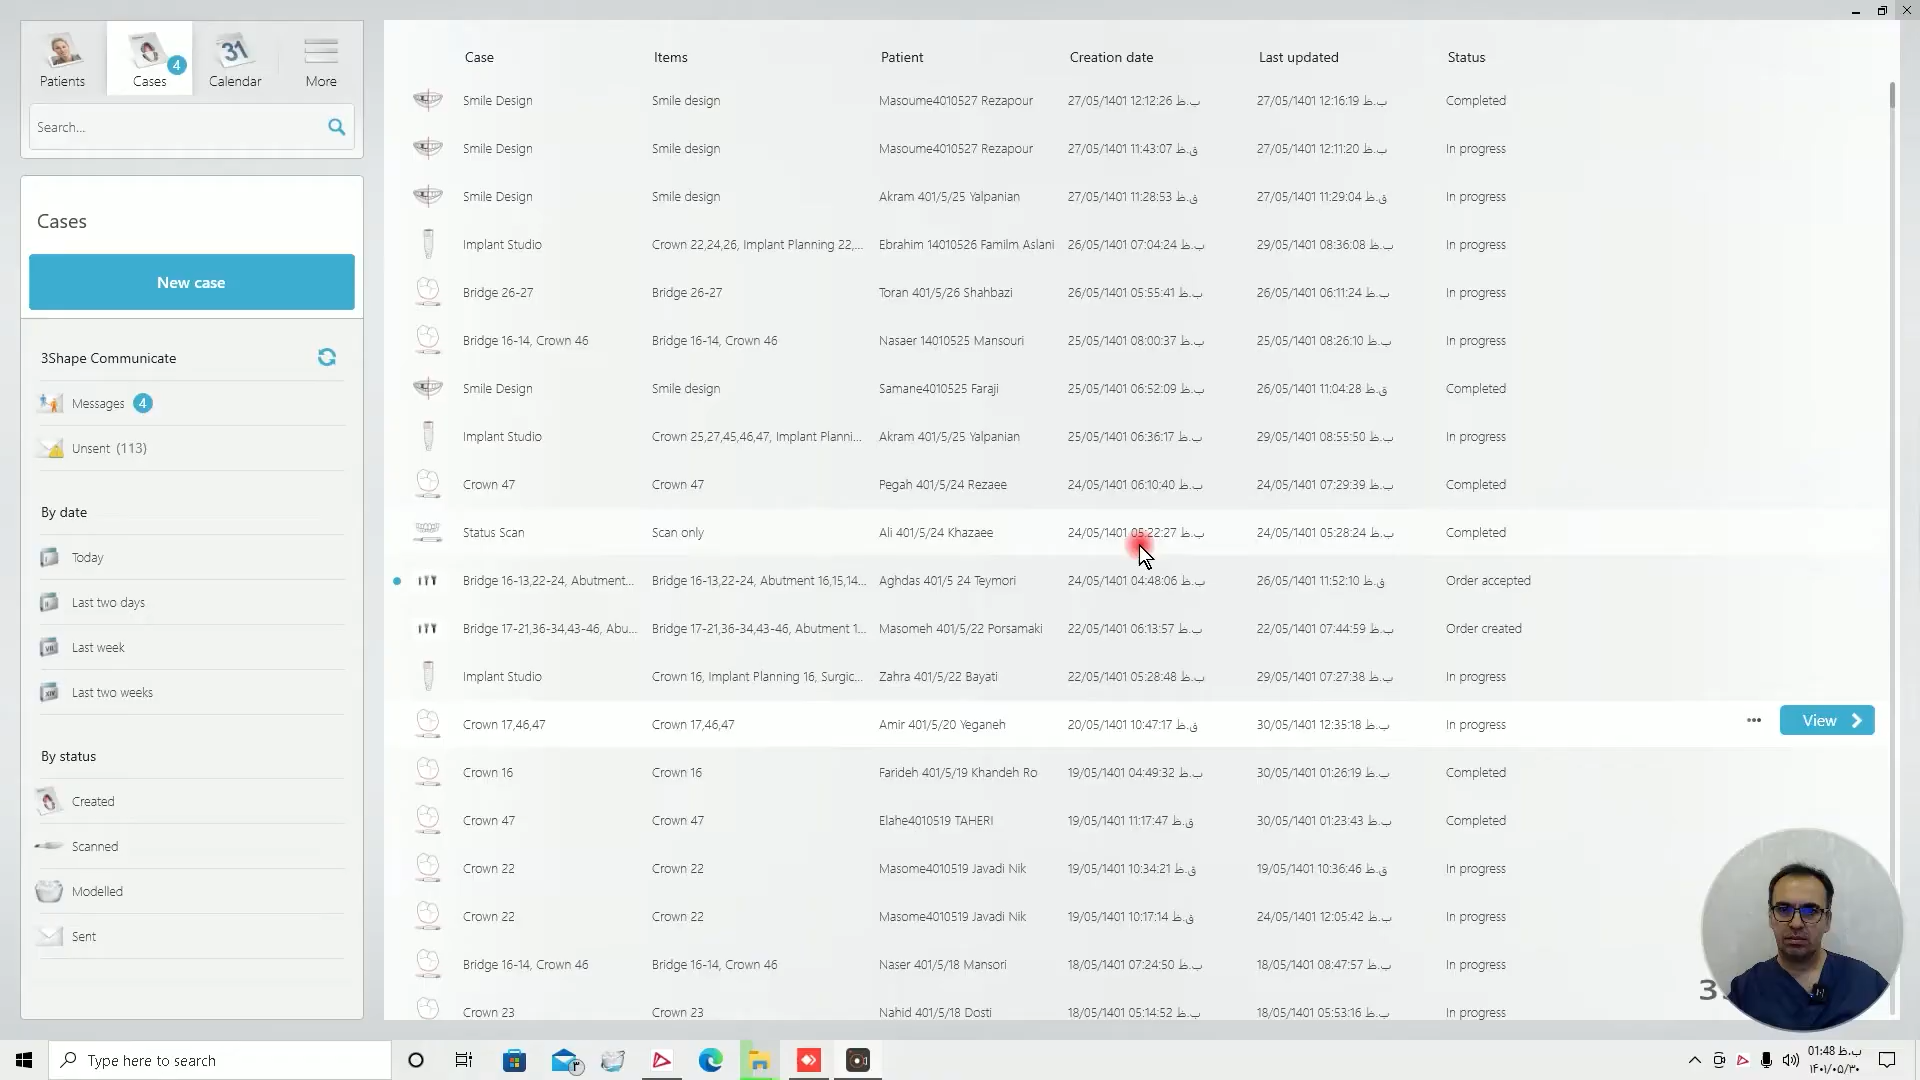 Patients
Cases 4
Calendar
More
Search...
Cases
New case
3Shape Communicate
Messages 4
Unsent (113)
By date
Today
Last two days
Last week
Last two weeks
By status
Created
Scanned
Modelled
Sent
Case Items Patient Creation date Last updated Status
Smile Design Smile design Masoume4010527 Rezapour 27/05/1401 12:12:26 ب.ظ 27/05/1401 12:16:19 ب.ظ Completed
Smile Design Smile design Masoume4010527 Rezapour 27/05/1401 11:43:07 ق.ظ 27/05/1401 12:11:20 ب.ظ In progress
Smile Design Smile design Akram 401/5/25 Yalpanian 27/05/1401 11:28:53 ق.ظ 27/05/1401 11:29:04 ق.ظ In progress
Implant Studio Crown 22,24,26, Implant Planning 22,... Ebrahim 14010526 Familm Aslani 26/05/1401 07:04:24 ب.ظ 29/05/1401 08:36:08 ب.ظ In progress
Bridge 26-27 Bridge 26-27 Toran 401/5/26 Shahbazi 26/05/1401 05:55:41 ب.ظ 26/05/1401 06:11:24 ب.ظ In progress
Bridge 16-14, Crown 46 Bridge 16-14, Crown 46 Nasaer 14010525 Mansouri 25/05/1401 08:00:37 ب.ظ 25/05/1401 08:26:10 ب.ظ In progress
Smile Design Smile design Samane4010525 Faraji 25/05/1401 06:52:09 ب.ظ 26/05/1401 11:04:28 ق.ظ Completed
Implant Studio Crown 25,27,45,46,47, Implant Planni... Akram 401/5/25 Yalpanian 25/05/1401 06:36:17 ب.ظ 29/05/1401 08:55:50 ب.ظ In progress
Crown 47 Crown 47 Pegah 401/5/24 Rezaee 24/05/1401 06:10:40 ب.ظ 24/05/1401 07:29:39 ب.ظ Completed
Status Scan Scan only Ali 401/5/24 Khazaee 24/05/1401 05:22:27 ب.ظ 24/05/1401 05:28:24 ب.ظ Completed
Bridge 16-13,22-24, Abutment... Bridge 16-13,22-24, Abutment 16,15,14... Aghdas 401/5 24 Teymori 24/05/1401 04:48:06 ب.ظ 26/05/1401 11:52:10 ق.ظ Order accepted
Bridge 17-21,36-34,43-46, Abu... Bridge 17-21,36-34,43-46, Abutment 1... Masomeh 401/5/22 Porsamaki 22/05/1401 06:13:57 ب.ظ 22/05/1401 07:44:59 ب.ظ Order created
Implant Studio Crown 16, Implant Planning 16, Surgic... Zahra 401/5/22 Bayati 22/05/1401 05:28:48 ب.ظ 29/05/1401 07:27:38 ب.ظ In progress
Crown 17,46,47 Crown 17,46,47 Amir 401/5/20 Yeganeh 20/05/1401 10:47:17 ق.ظ 30/05/1401 12:35:18 ب.ظ In progress ... View
Crown 16 Crown 16 Farideh 401/5/19 Khandeh Ro 19/05/1401 04:49:32 ب.ظ 30/05/1401 01:26:19 ب.ظ Completed
Crown 47 Crown 47 Elahe4010519 TAHERI 19/05/1401 11:17:47 ق.ظ 30/05/1401 01:23:43 ب.ظ Completed
Crown 22 Crown 22 Masome4010519 Javadi Nik 19/05/1401 10:34:21 ق.ظ 19/05/1401 10:36:46 ق.ظ In progress
Crown 22 Crown 22 Masome4010519 Javadi Nik 19/05/1401 10:17:14 ق.ظ 24/05/1401 12:05:42 ب.ظ In progress
Bridge 16-14, Crown 46 Bridge 16-14, Crown 46 Naser 401/5/18 Mansori 18/05/1401 07:24:50 ب.ظ 18/05/1401 08:47:57 ب.ظ In progress
Crown 23 Crown 23 Nahid 401/5/18 Dosti 18/05/1401 05:14:52 ب.ظ 18/05/1401 05:53:16 ب.ظ In progress
Type here to search
01:48 ب.ظ
۱۴۰۱/۰۵/۳۰